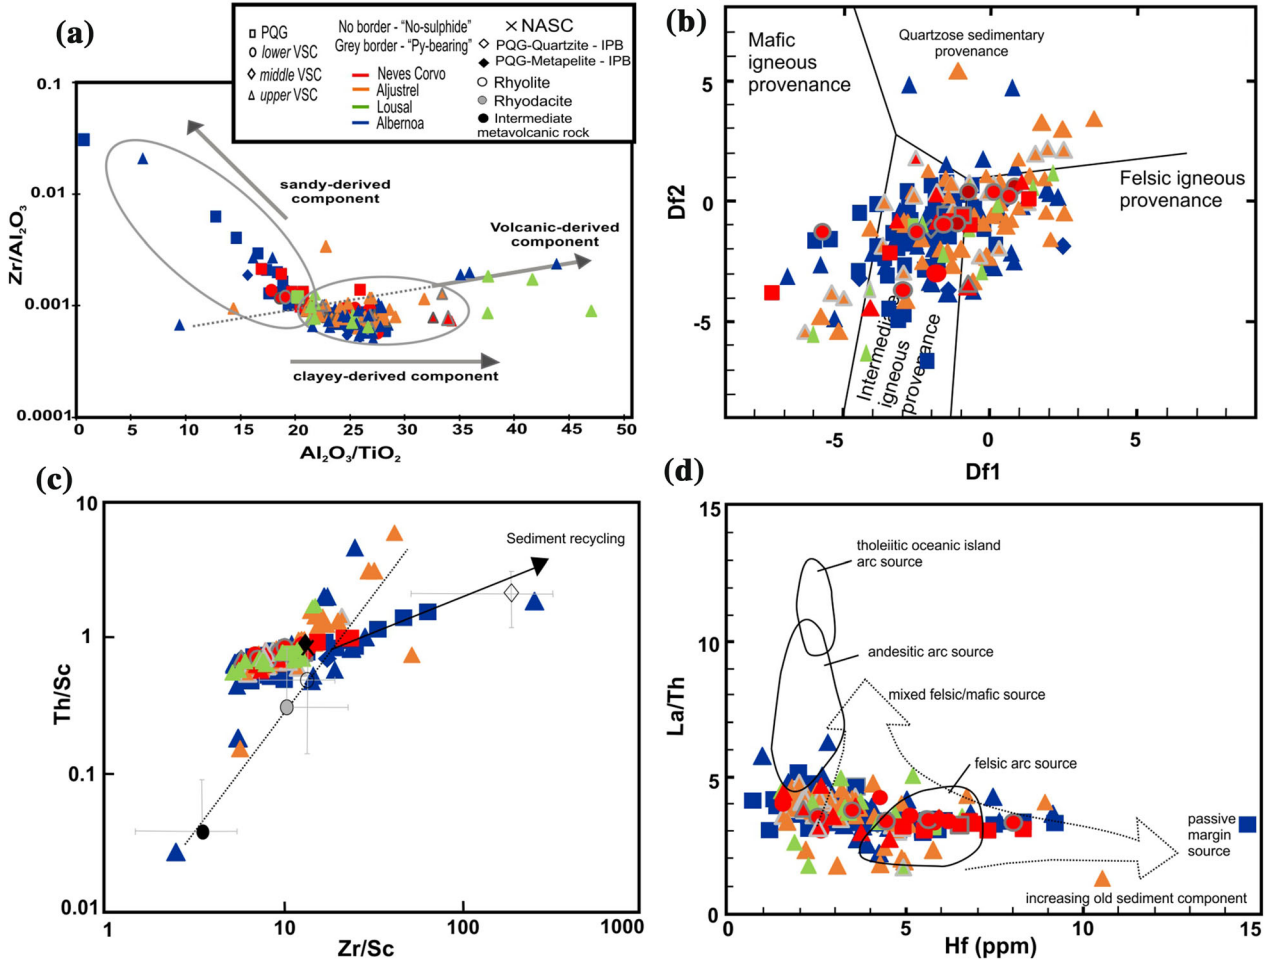 (a)
PQG
lower VSC
middle VSC
upper VSC
No border - "No-sulphide"
Grey border - "Py-bearing"
Neves Corvo
Aljustrel
Lousal
Albernoa
NASC
PQG-Quartzite - IPB
PQG-Metapelite - IPB
Rhyolite
Rhyodacite
Intermediate
metavolcanic rock
0.1
0.01
0.001
0.0001
Zr/Al₂O₃
sandy-derived
component
Volcanic-derived
component
clayey-derived component
0 5 10 15 20 25 30 35 40 45 50
Al₂O₃/TiO₂
(b)
Mafic
igneous
provenance
Quartzose sedimentary
provenance
Felsic igneous
provenance
Intermediate
igneous
provenance
5
0
-5
Df2
-5 0 5
Df1
(c)
10
1
0.1
0.01
Th/Sc
Sediment recycling
1 10 100 1000
Zr/Sc
(d)
15
10
5
0
La/Th
tholeiitic oceanic island
arc source
andesitic arc source
mixed felsic/mafic source
felsic arc source
passive
margin
source
increasing old sediment component
0 5 10 15
Hf (ppm)